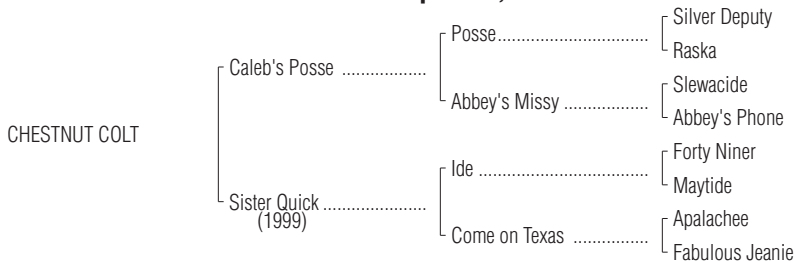 Silver Deputy
Posse
Raska
Caleb's Posse
Slewacide
Abbey's Missy
Abbey's Phone
CHESTNUT COLT
Forty Niner
Ide
Maytide
Sister Quick
(1999)
Apalachee
Come on Texas
Fabulous Jeanie